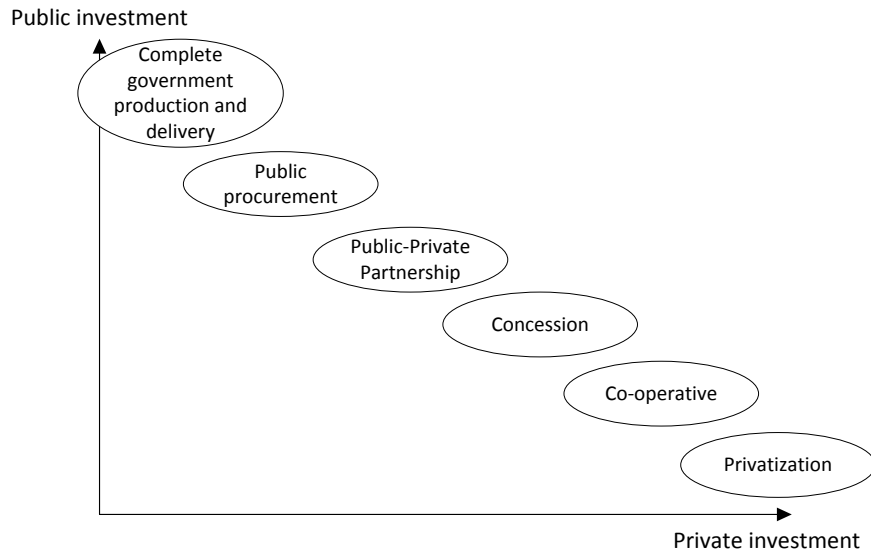 Public investment
Complete
government
production and
delivery
Public
procurement
Public-Private
Partnership
Concession
Co-operative
Privatization
Private investment